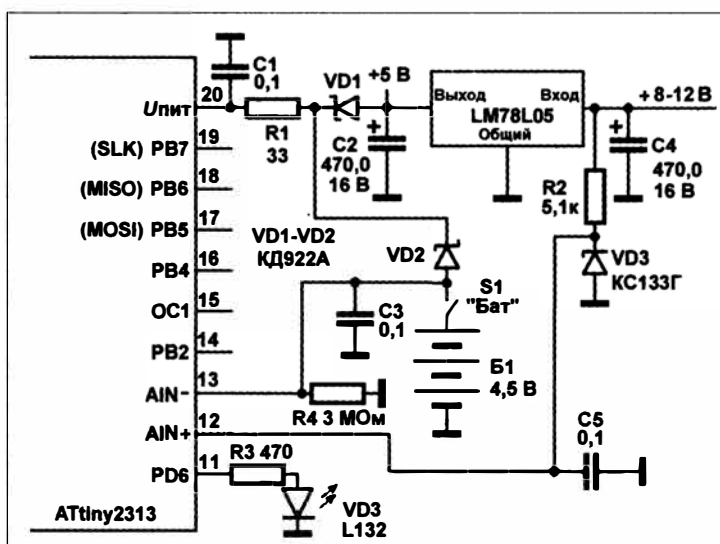 C1
0,1
20
Uпит
R1
33
VD1
+5 В
Выход
Вход
LM78L05
Общий
+8-12 В
C2
470,0
16 В
+
C4
470,0
16 В
+
R2
5,1к
19
(SLK) PB7
18
(MISO) PB6
17
(MOSI) PB5
16
PB4
15
OC1
14
PB2
13
AIN-
12
AIN+
11
PD6
VD1-VD2
КД922А
VD2
VD3
КС133Г
S1
"Бат"
C3
0,1
Б1
4,5 В
R4 3 МОм
C5
0,1
R3 470
VD3
L132
ATtiny2313